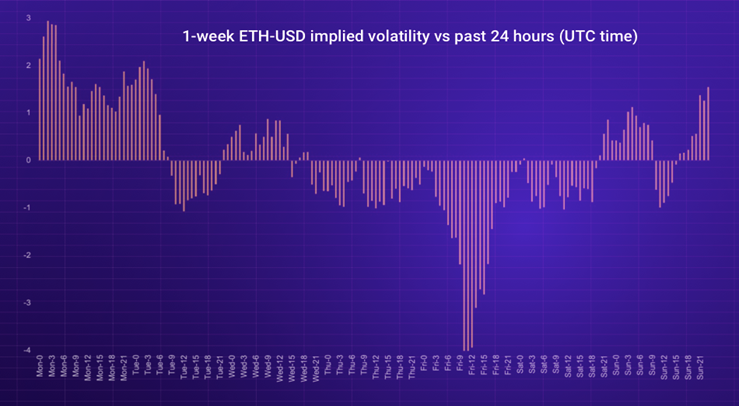 1-week ETH-USD implied volatility vs past 24 hours (UTC time)
3
2
1
0
-1
-2
-3
-4
Mon-0
Mon-3
Mon-6
Mon-9
Mon-12
Mon-15
Mon-18
Mon-21
Tue-0
Tue-3
Tue-6
Tue-9
Tue-12
Tue-15
Tue-18
Tue-21
Wed-0
Wed-3
Wed-6
Wed-9
Wed-12
Wed-15
Wed-18
Wed-21
Thu-0
Thu-3
Thu-6
Thu-9
Thu-12
Thu-15
Thu-18
Thu-21
Fri-0
Fri-3
Fri-6
Fri-9
Fri-12
Fri-15
Fri-18
Fri-21
Sat-0
Sat-3
Sat-6
Sat-9
Sat-12
Sat-15
Sat-18
Sat-21
Sun-0
Sun-3
Sun-6
Sun-9
Sun-12
Sun-15
Sun-18
Sun-21